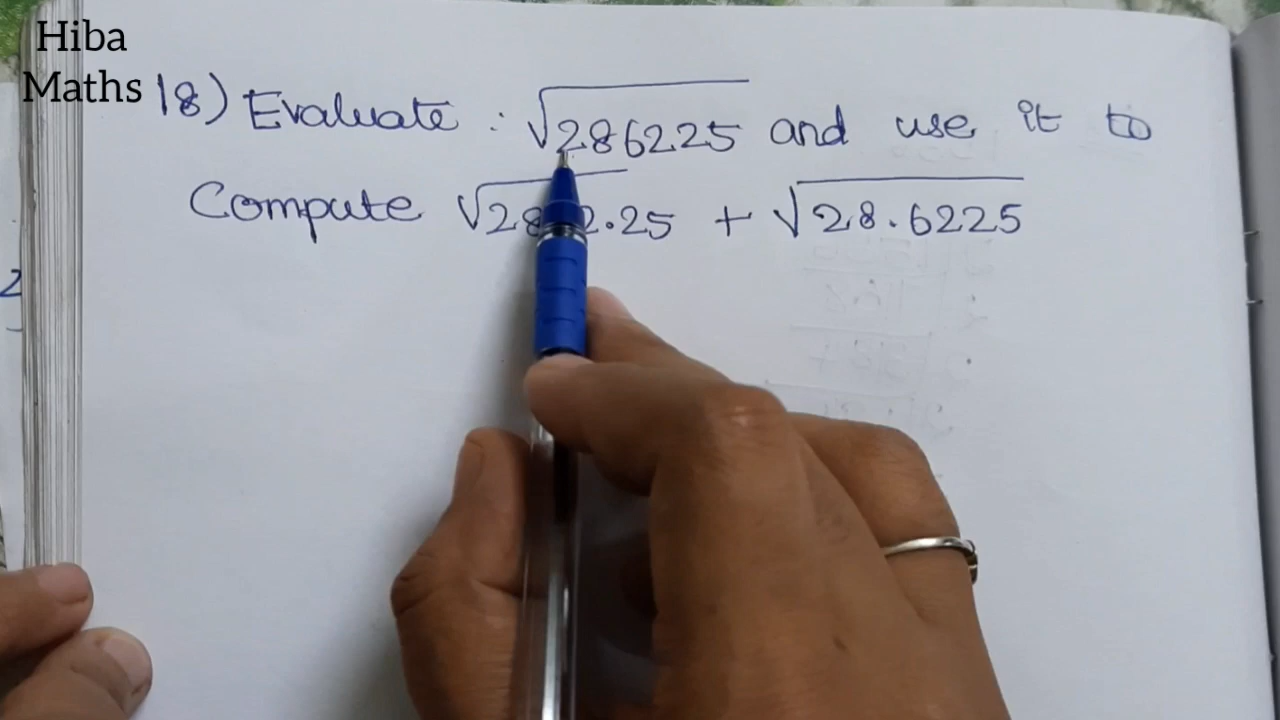 Hiba
Maths
18) Evaluate : √286225 and use it to
Compute √28 2.25 + √28.6225